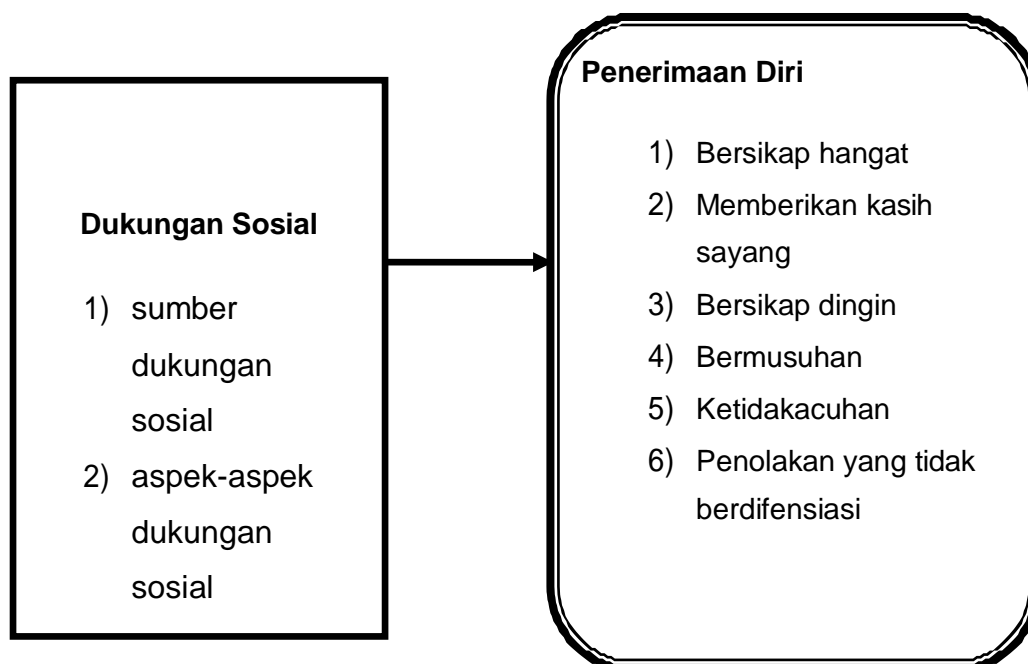 Dukungan Sosial
1) sumber
dukungan
sosial
2) aspek-aspek
dukungan
sosial
Penerimaan Diri
1) Bersikap hangat
2) Memberikan kasih
sayang
3) Bersikap dingin
4) Bermusuhan
5) Ketidakacuhan
6) Penolakan yang tidak
berdifensiasi